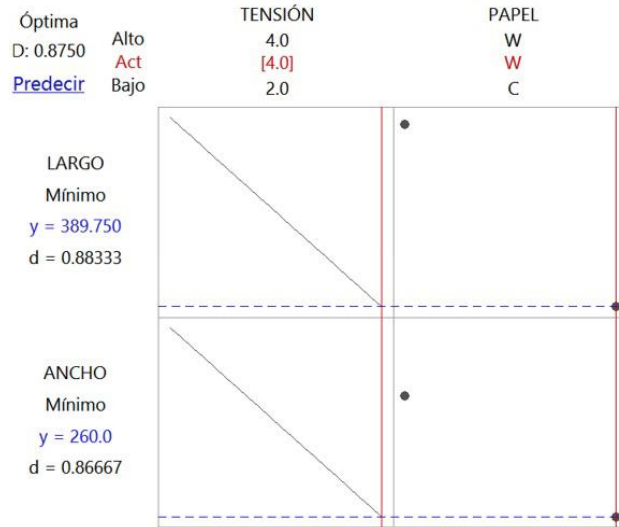 Óptima TENSIÓN PAPEL
D: 0.8750 Alto 4.0 W
Act [4.0] W
Predecir Bajo 2.0 C
LARGO
Mínimo
y = 389.750
d = 0.88333
ANCHO
Mínimo
y = 260.0
d = 0.86667